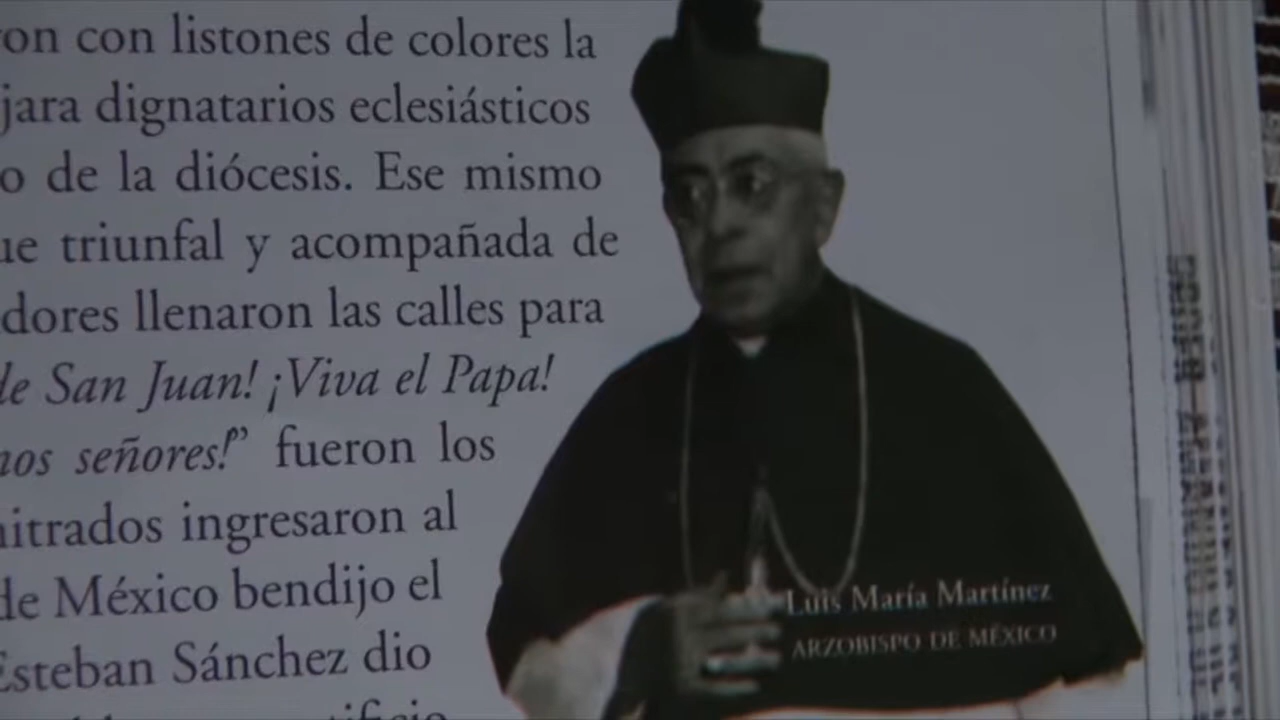 on con listones de colores la
jara dignatarios eclesiásticos
o de la diócesis. Ese mismo
ue triunfal y acompañada de
dores llenaron las calles para
de San Juan! ¡Viva el Papa!
nos señores!” fueron los
mitrados ingresaron al
de México bendijo el
Esteban Sánchez dio
Luis María Martínez
ARZOBISPO DE MÉXICO